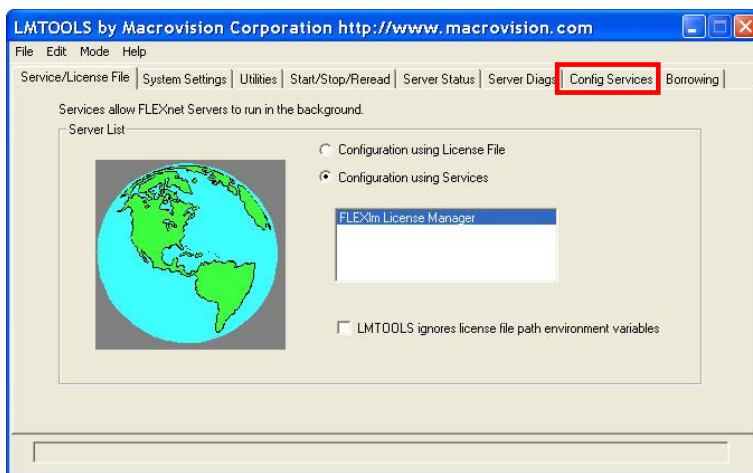 LMTOOLS by Macrovision Corporation http://www.macrovision.com
File Edit Mode Help
Service/License File System Settings Utilities Start/Stop/Reread Server Status Server Diags Config Services Borrowing
Services allow FLEXnet Servers to run in the background.
Server List
Configuration using License File
Configuration using Services
FLEXlm License Manager
LMTOOLS ignores license file path environment variables